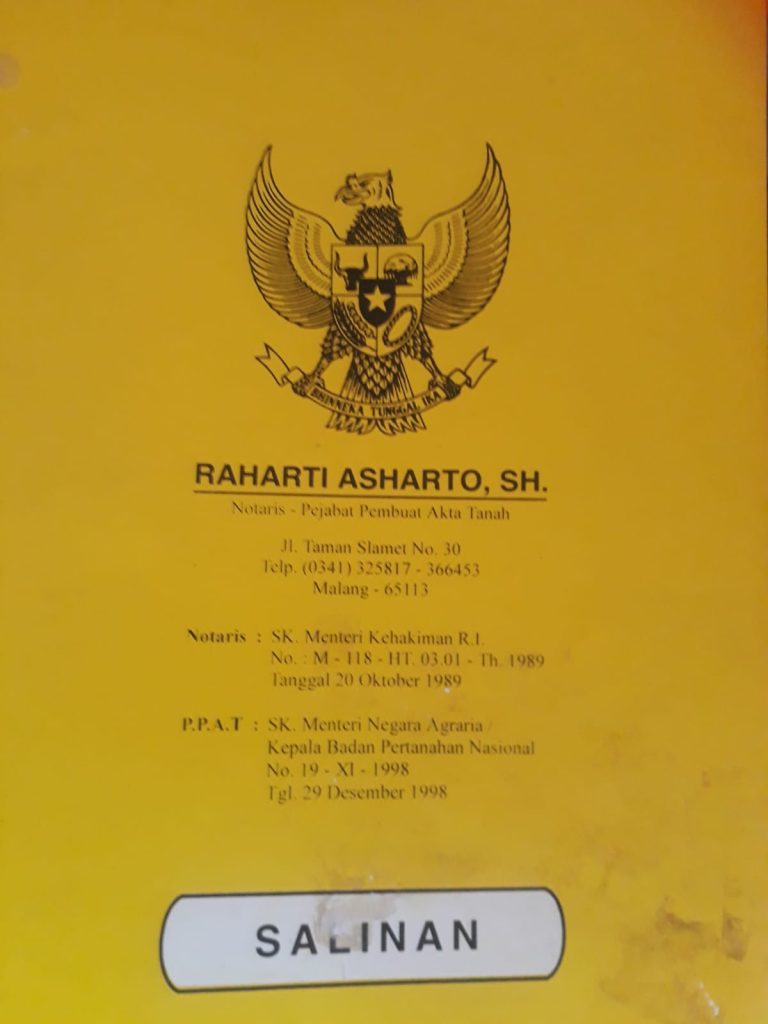 BHINNEKA TUNGGAL IKA
RAHARTI ASHARTO, SH.
Notaris - Pejabat Pembuat Akta Tanah
Jl. Taman Slamet No. 30
Telp. (0341) 325817 - 366453
Malang - 65113
Notaris : SK. Menteri Kehakiman R.I.
No. : M - 118 - HT. 03.01 - Th. 1989
Tanggal 20 Oktober 1989
P.P.A.T : SK. Menteri Negara Agraria /
Kepala Badan Pertanahan Nasional
No. 19 - XI - 1998
Tgl. 29 Desember 1998
SALINAN